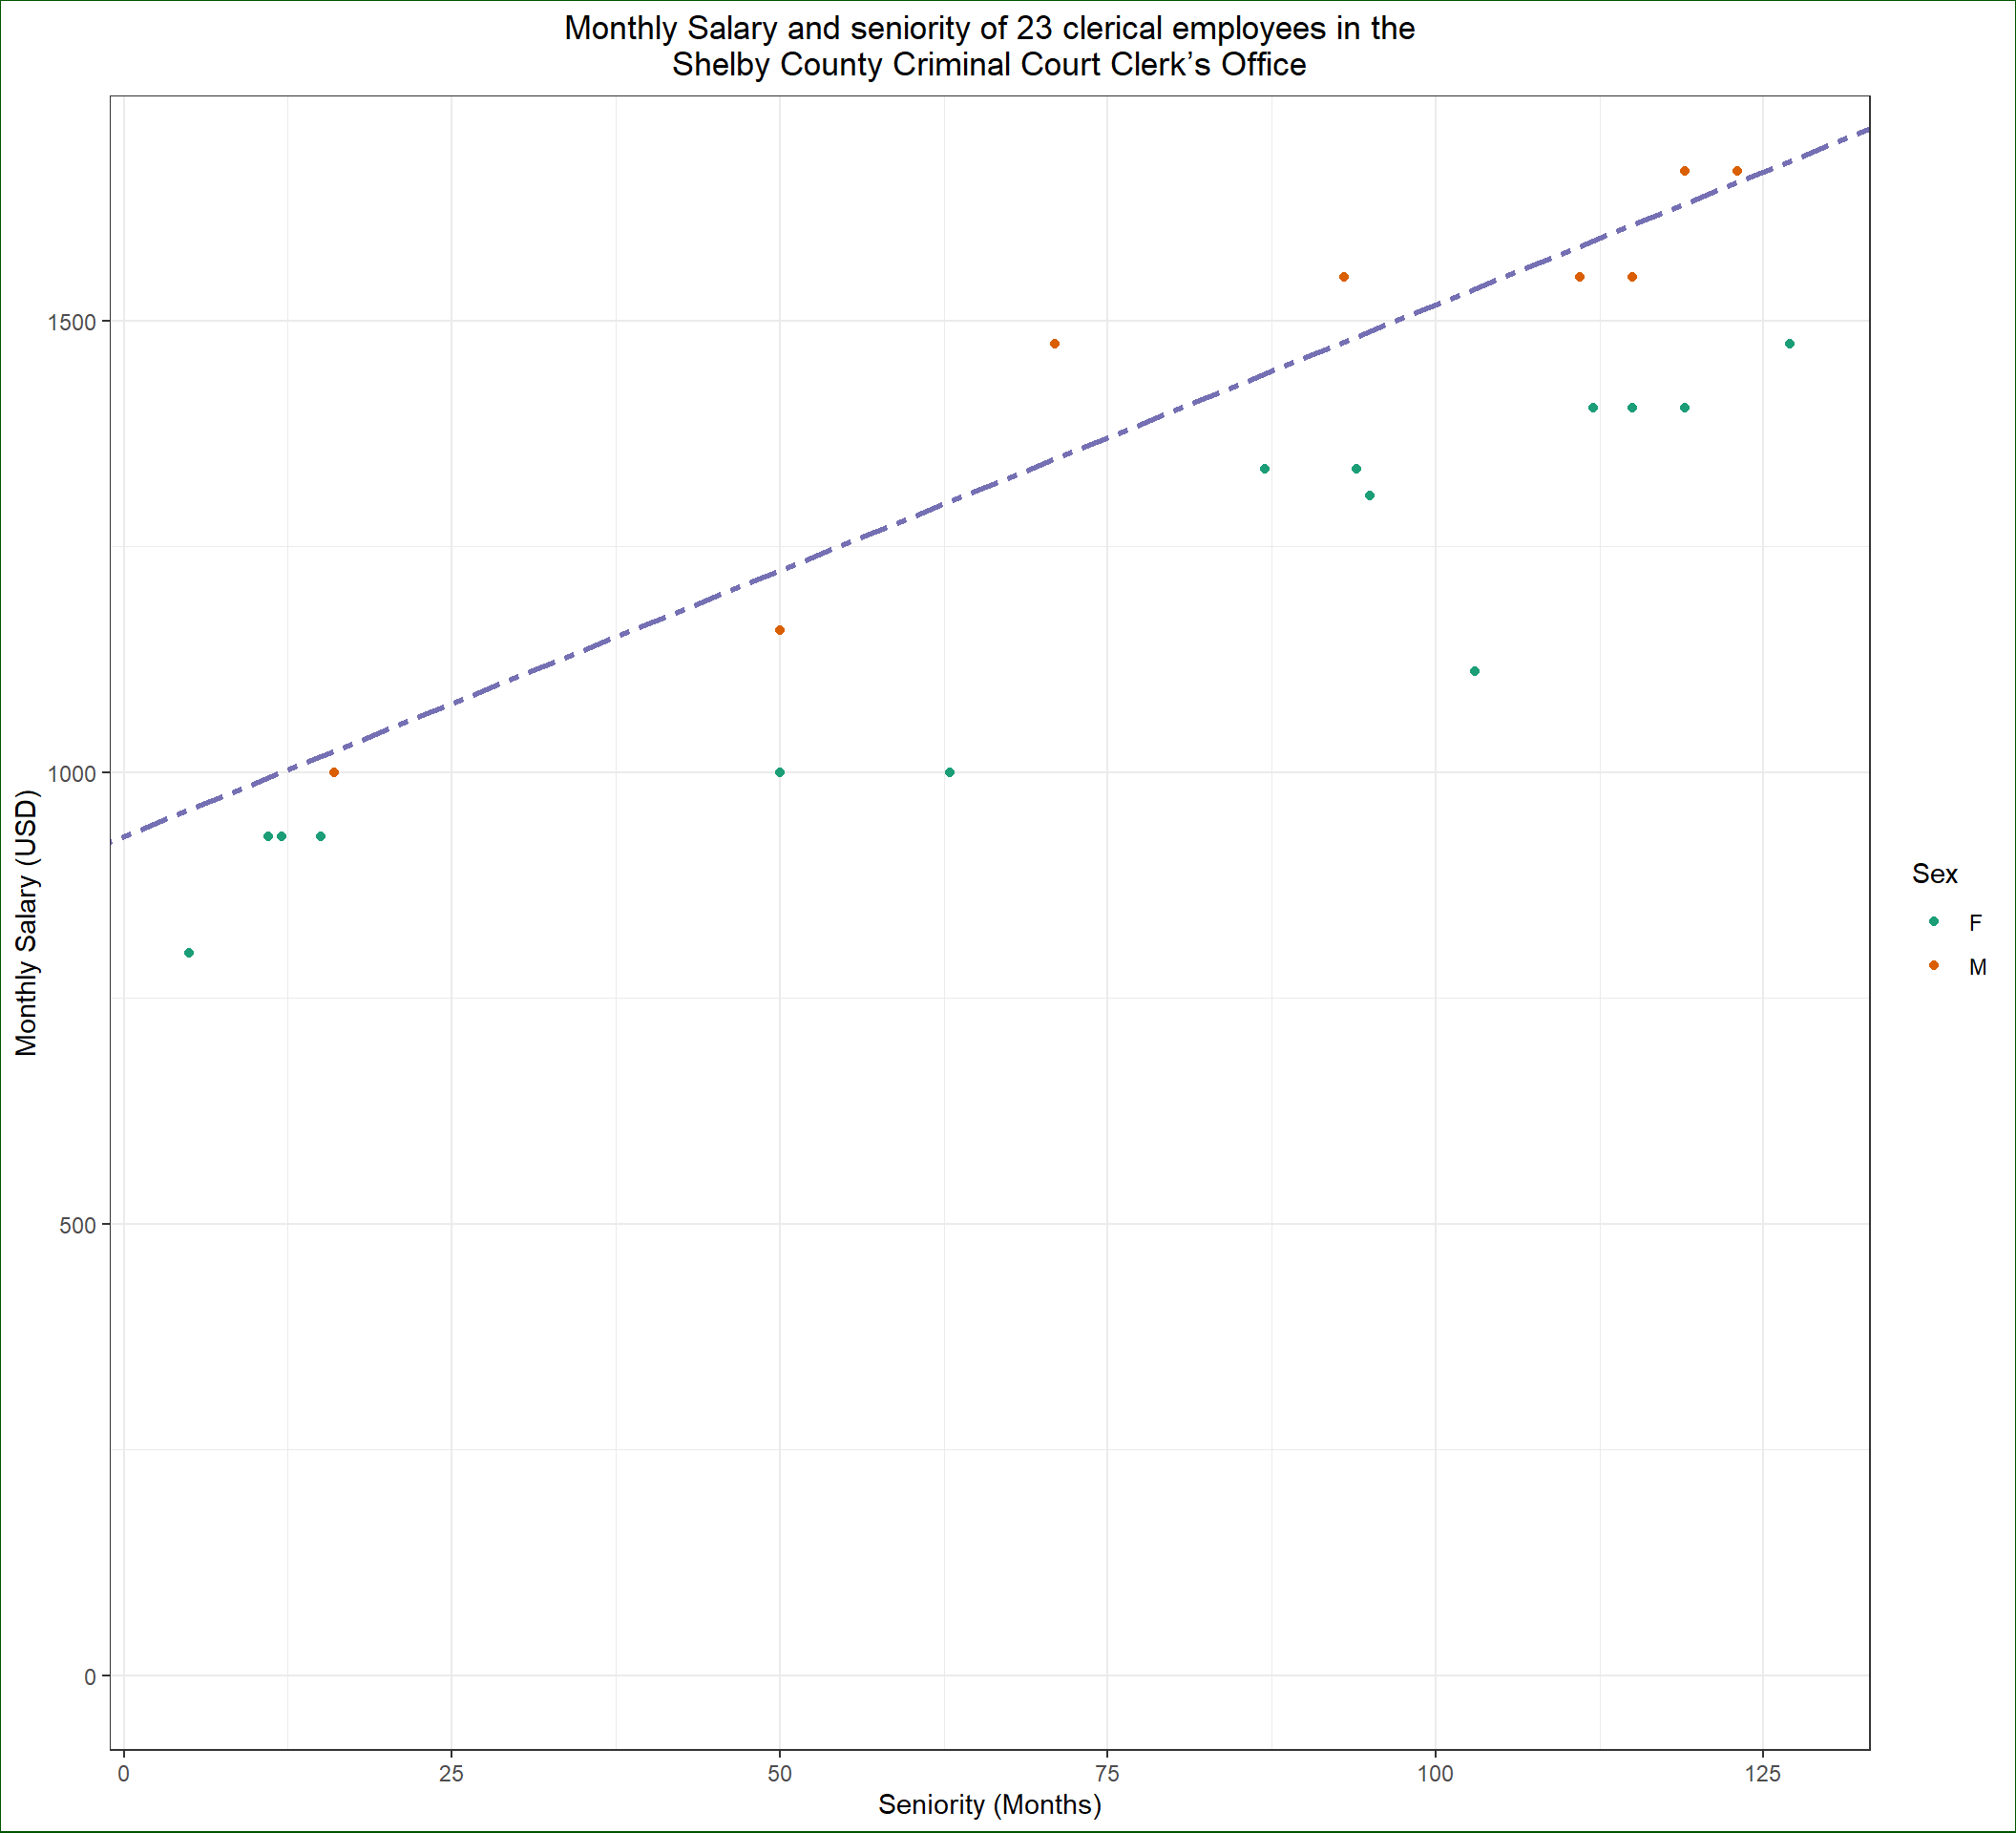 Monthly Salary and seniority of 23 clerical employees in the
Shelby County Criminal Court Clerk’s Office
Monthly Salary (USD)
1500
1000
500
0
0
25
50
75
100
125
Seniority (Months)
Sex
F
M